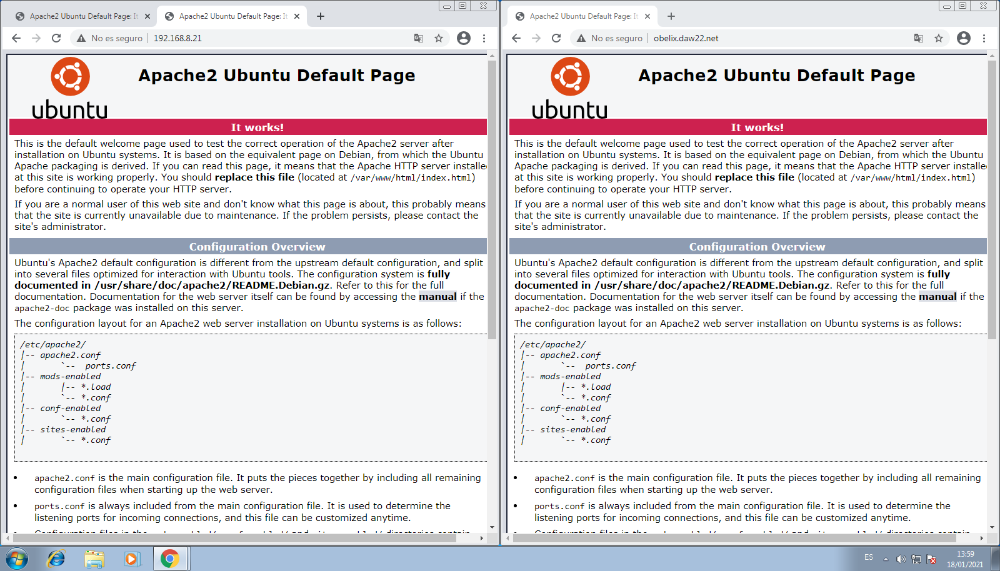 Apache2 Ubuntu Default Page: It
Apache2 Ubuntu Default Page: It
No es seguro
192.168.8.21
ubuntu
Apache2 Ubuntu Default Page
It works!
This is the default welcome page used to test the correct operation of the Apache2 server after
installation on Ubuntu systems. It is based on the equivalent page on Debian, from which the Ubuntu
Apache packaging is derived. If you can read this page, it means that the Apache HTTP server installe
at this site is working properly. You should replace this file (located at /var/www/html/index.html)
before continuing to operate your HTTP server.
If you are a normal user of this web site and don't know what this page is about, this probably means
that the site is currently unavailable due to maintenance. If the problem persists, please contact the
site's administrator.
Configuration Overview
Ubuntu's Apache2 default configuration is different from the upstream default configuration, and split
into several files optimized for interaction with Ubuntu tools. The configuration system is fully
documented in /usr/share/doc/apache2/README.Debian.gz. Refer to this for the full
documentation. Documentation for the web server itself can be found by accessing the manual if the
apache2-doc package was installed on this server.
The configuration layout for an Apache2 web server installation on Ubuntu systems is as follows:
/etc/apache2/
|-- apache2.conf
|       `--  ports.conf
|-- mods-enabled
|       |-- *.load
|       `-- *.conf
|-- conf-enabled
|       `-- *.conf
|-- sites-enabled
|       `-- *.conf
• apache2.conf is the main configuration file. It puts the pieces together by including all remaining
configuration files when starting up the web server.
• ports.conf is always included from the main configuration file. It is used to determine the
listening ports for incoming connections, and this file can be customized anytime.
Apache2 Ubuntu Default Page: It
No es seguro
obelix.daw22.net
ubuntu
Apache2 Ubuntu Default Page
It works!
This is the default welcome page used to test the correct operation of the Apache2 server after
installation on Ubuntu systems. It is based on the equivalent page on Debian, from which the Ubuntu
Apache packaging is derived. If you can read this page, it means that the Apache HTTP server installe
at this site is working properly. You should replace this file (located at /var/www/html/index.html)
before continuing to operate your HTTP server.
If you are a normal user of this web site and don't know what this page is about, this probably means
that the site is currently unavailable due to maintenance. If the problem persists, please contact the
site's administrator.
Configuration Overview
Ubuntu's Apache2 default configuration is different from the upstream default configuration, and split
into several files optimized for interaction with Ubuntu tools. The configuration system is fully
documented in /usr/share/doc/apache2/README.Debian.gz. Refer to this for the full
documentation. Documentation for the web server itself can be found by accessing the manual if the
apache2-doc package was installed on this server.
The configuration layout for an Apache2 web server installation on Ubuntu systems is as follows:
/etc/apache2/
|-- apache2.conf
|       `--  ports.conf
|-- mods-enabled
|       |-- *.load
|       `-- *.conf
|-- conf-enabled
|       `-- *.conf
|-- sites-enabled
|       `-- *.conf
• apache2.conf is the main configuration file. It puts the pieces together by including all remaining
configuration files when starting up the web server.
• ports.conf is always included from the main configuration file. It is used to determine the
listening ports for incoming connections, and this file can be customized anytime.
ES
13:59
18/01/2021